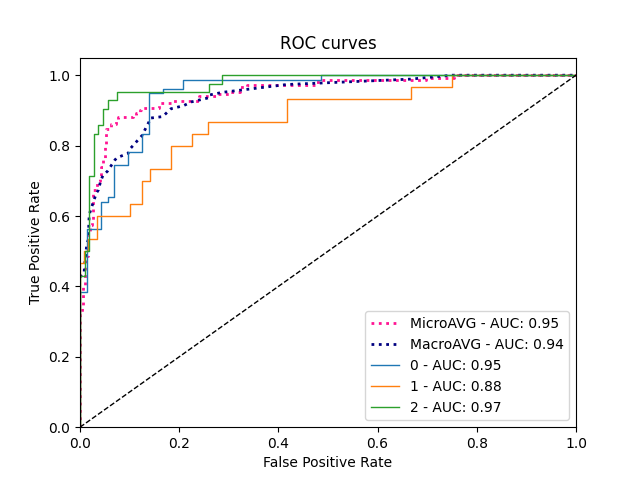 ROC curves
True Positive Rate
1.0
0.8
0.6
0.4
0.2
0.0
MicroAVG - AUC: 0.95
MacroAVG - AUC: 0.94
0 - AUC: 0.95
1 - AUC: 0.88
2 - AUC: 0.97
0.0 0.2 0.4 0.6 0.8 1.0
False Positive Rate